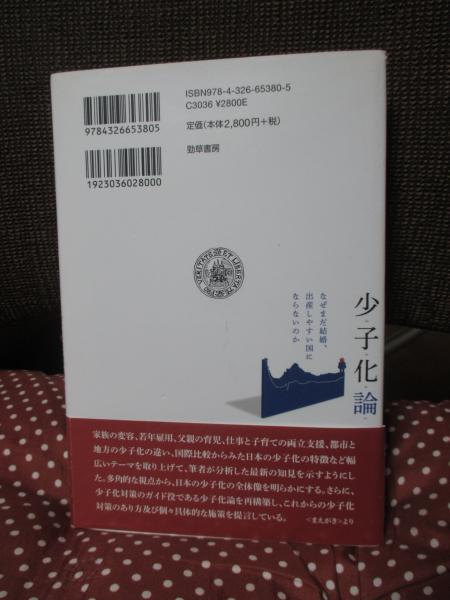 ISBN978-4-326-65380-5
C3036 ¥2800E
定価(本体2,800円+税)
勁草書房
9784326653805
1923036028000
VERITATE ET LIBERTATE
少子化論
なぜまだ結婚、
出産しやすい国に
ならないのか
家族の変容、若年雇用、父親の育児、仕事と子育ての両立支援、都市と
地方の少子化の違い、国際比較からみた日本の少子化の特徴など幅
広いテーマを取り上げて、筆者が分析した最新の知見を示すようにし
た。多角的な視点から、日本の少子化の全体像を明らかにする。さらに、
少子化対策のガイド役である少子化論を再構築し、これからの少子化
対策のあり方及び個々具体的な施策を提言している。
〈まえがき〉より